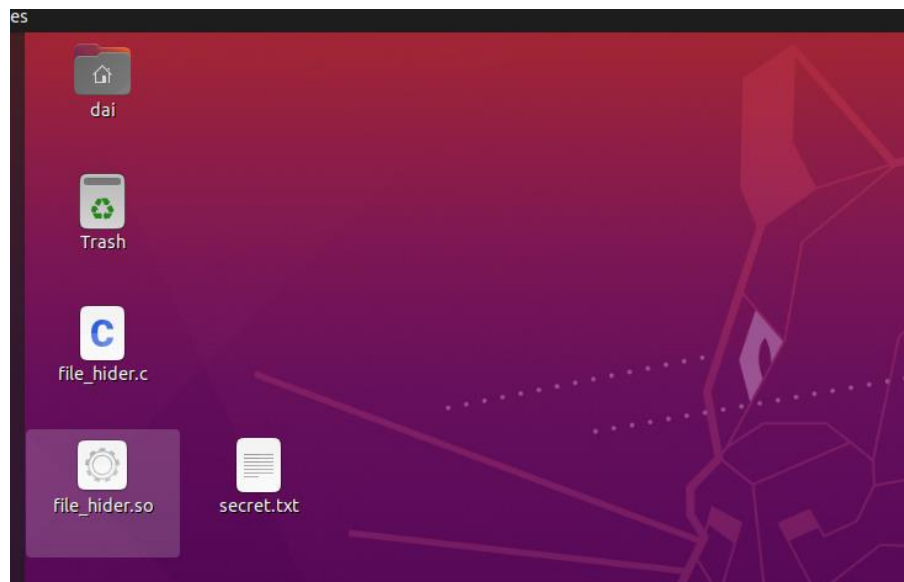 es
dai
Trash
C
file_hider.c
file_hider.so
secret.txt